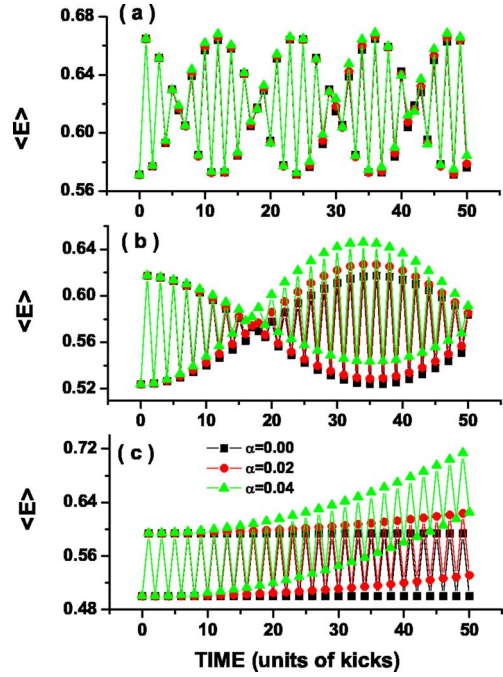 ( a )
0.68
0.64
0.60
0.56
<E>
0 10 20 30 40 50
( b )
0.64
0.60
0.56
0.52
<E>
0 10 20 30 40 50
( c )
α=0.00
α=0.02
α=0.04
0.72
0.64
0.56
0.48
<E>
0 10 20 30 40 50
TIME (units of kicks)